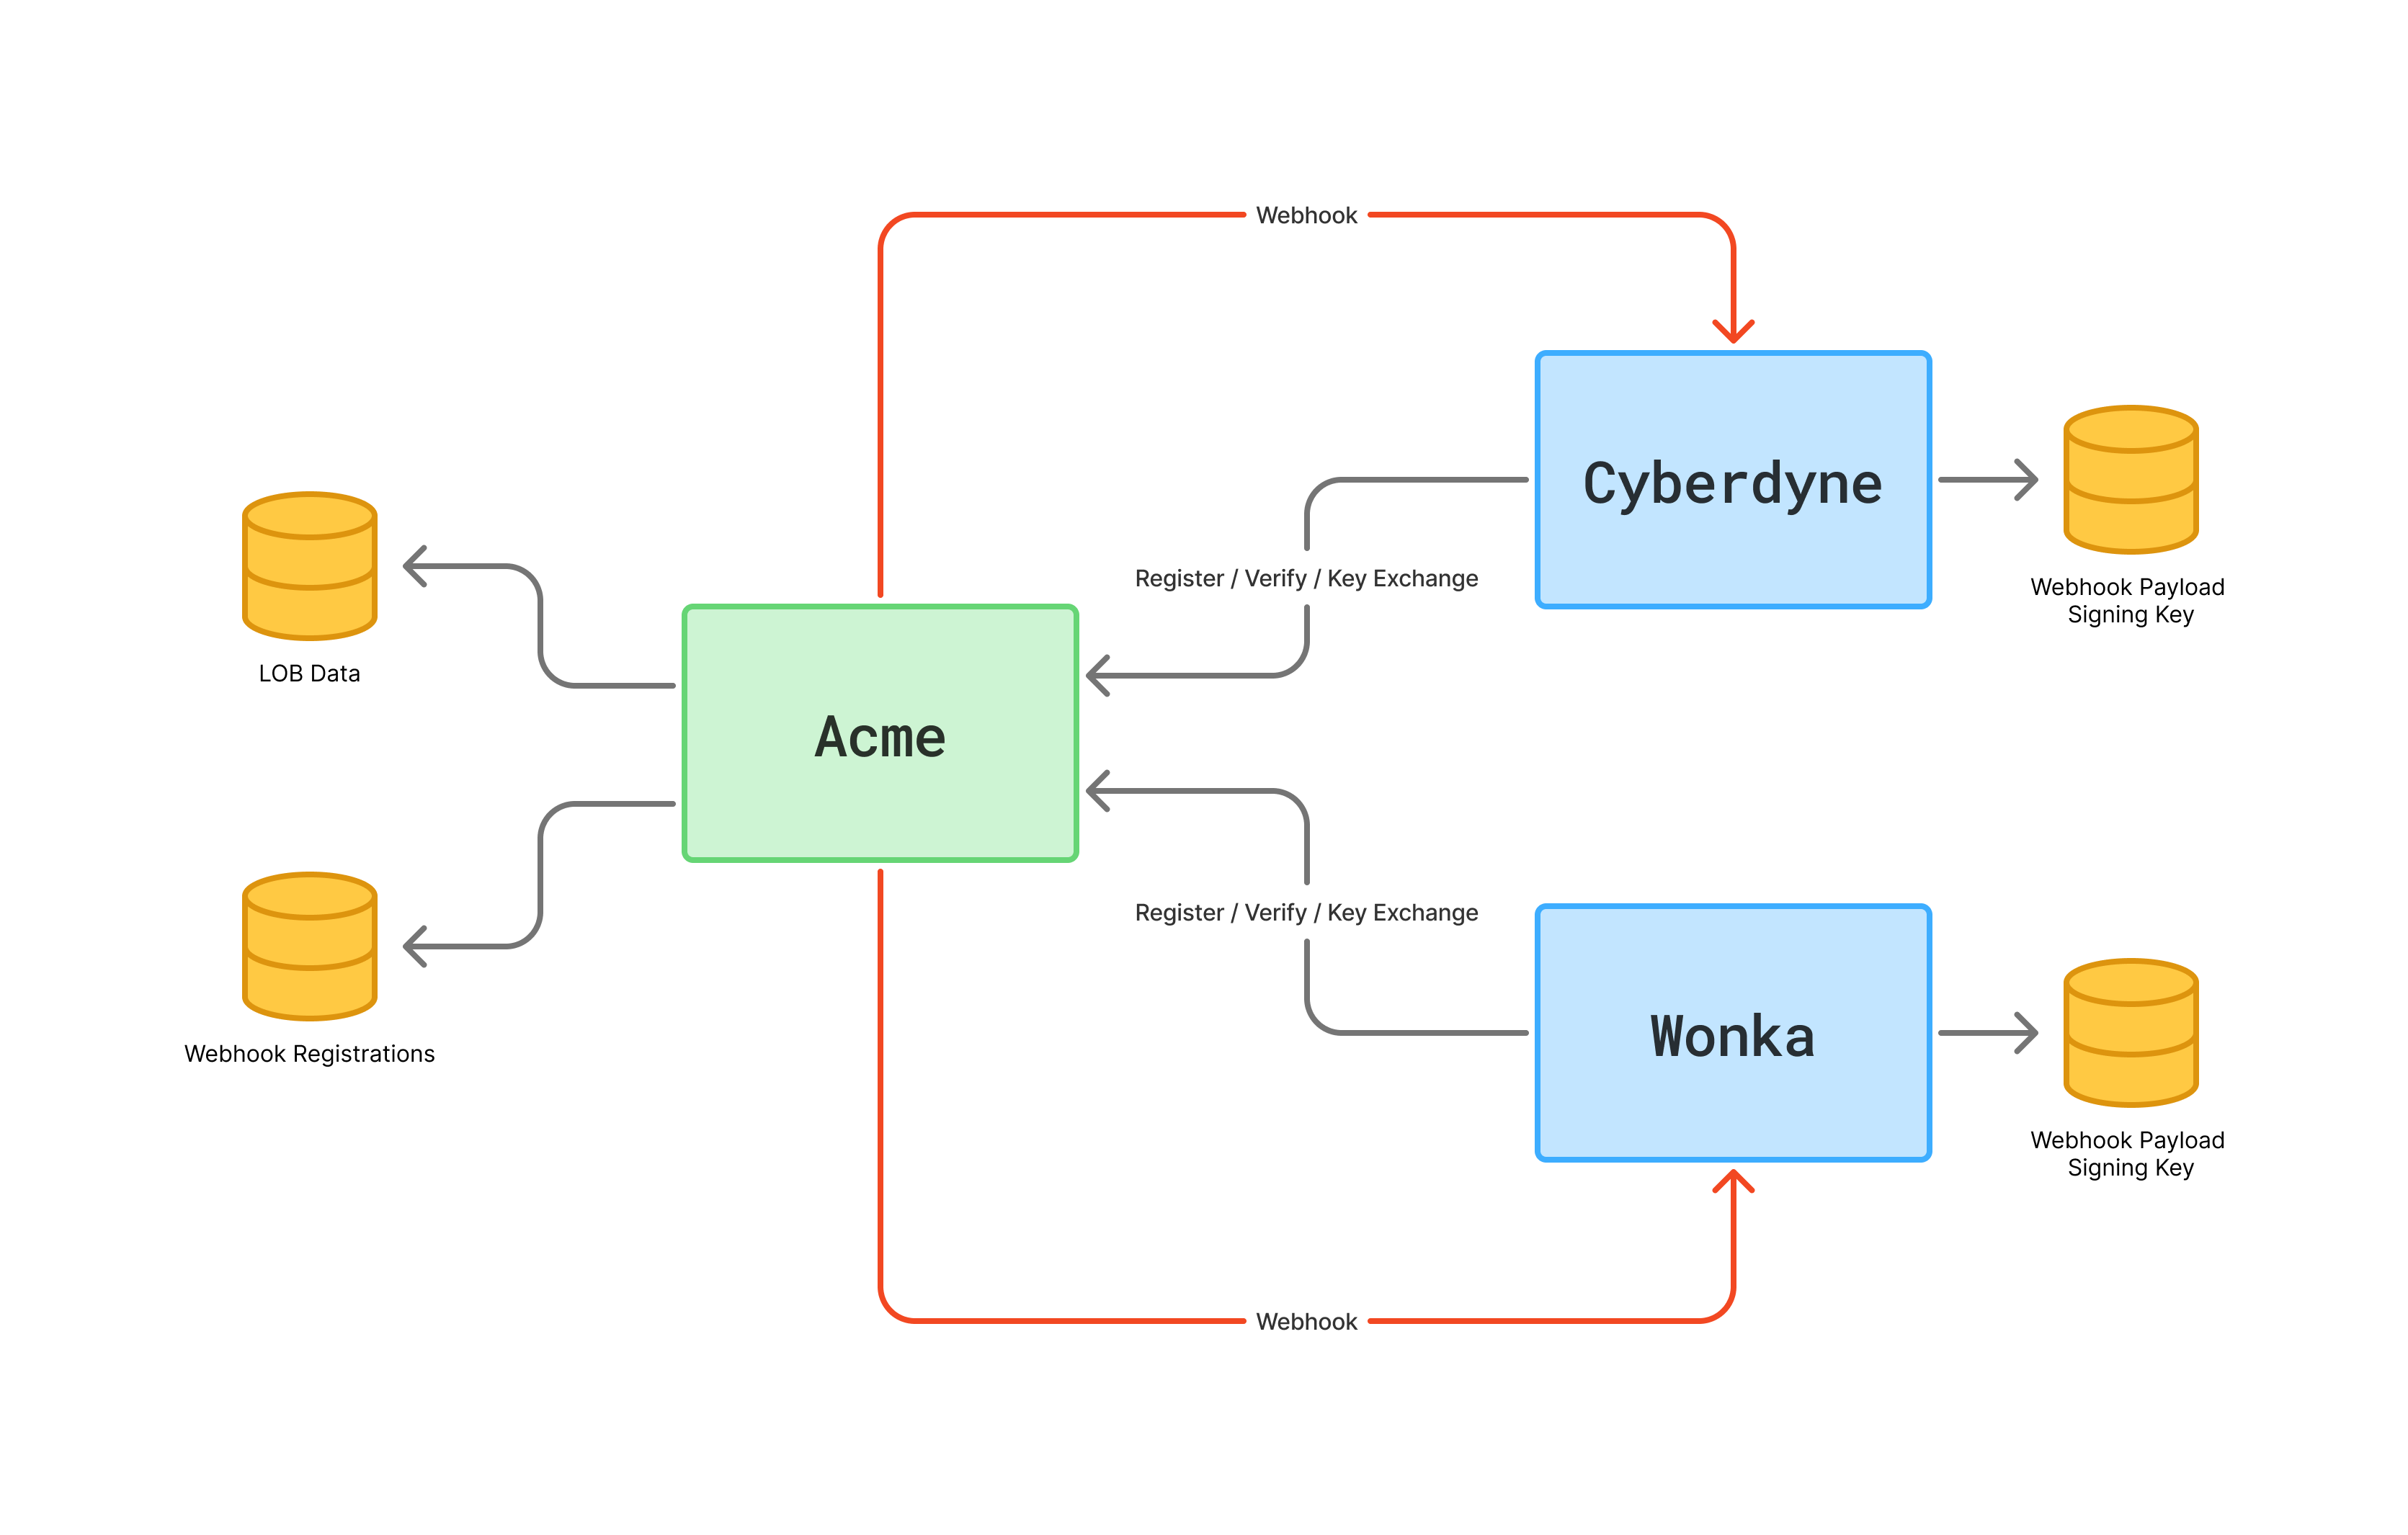 Webhook
Cyberdyne
Register / Verify / Key Exchange
Webhook Payload
Signing Key
LOB Data
Acme
Register / Verify / Key Exchange
Wonka
Webhook Registrations
Webhook Payload
Signing Key
Webhook